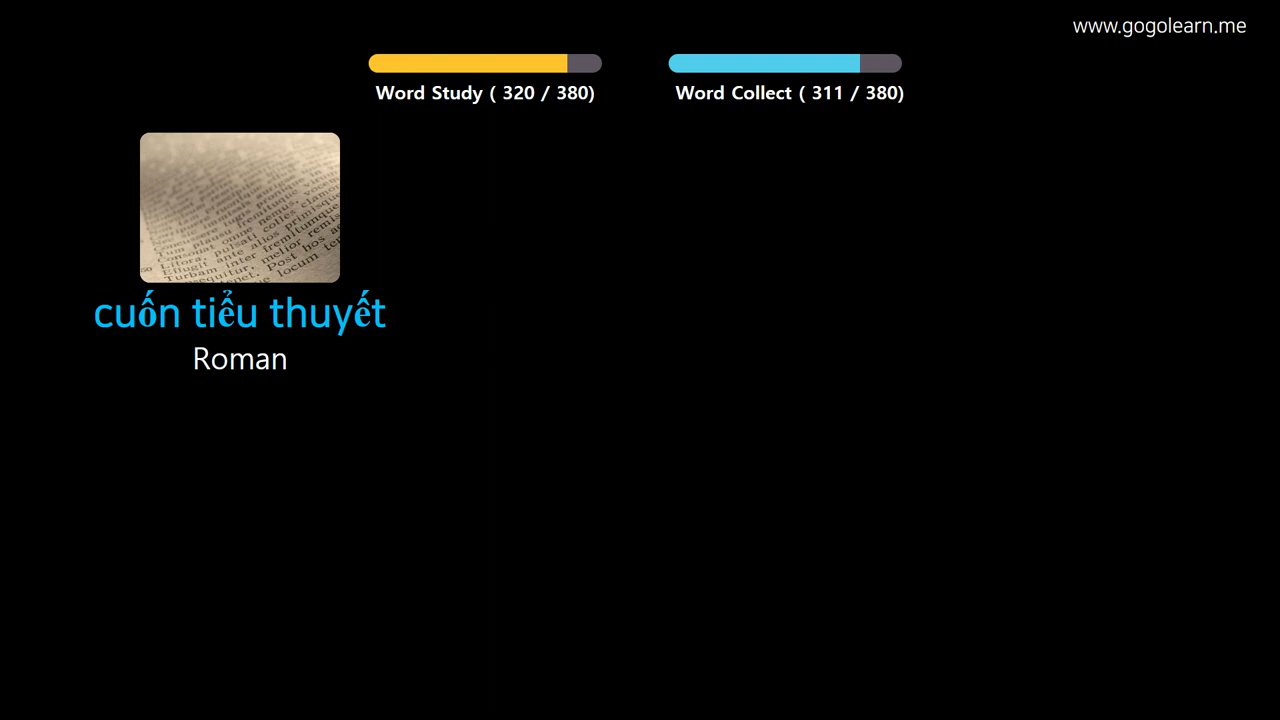 www.gogolearn.me
Word Study ( 320 / 380)
Word Collect ( 311 / 380)
cuốn tiểu thuyết
Roman